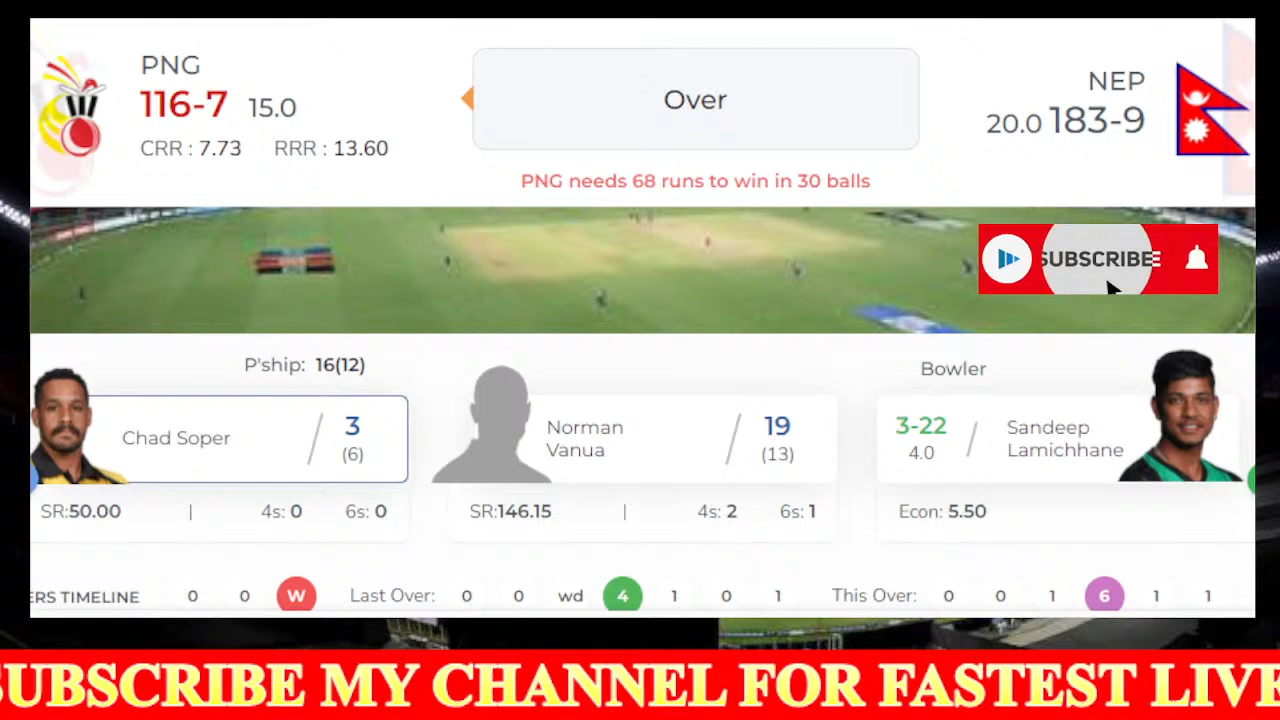 PNG
116-7 15.0
CRR : 7.73 RRR : 13.60
Over
NEP
20.0 183-9
PNG needs 68 runs to win in 30 balls
SUBSCRIBE
P'ship: 16(12)
Chad Soper
3
(6)
SR:50.00 | 4s: 0 6s: 0
Norman
Vanua
19
(13)
SR:146.15 | 4s: 2 6s: 1
Bowler
3-22
4.0
Sandeep
Lamichhane
Econ: 5.50
ERS TIMELINE 0 0 W Last Over: 0 0 wd 4 1 0 1 This Over: 0 0 1 6 1 1
SUBSCRIBE MY CHANNEL FOR FASTEST LIVE